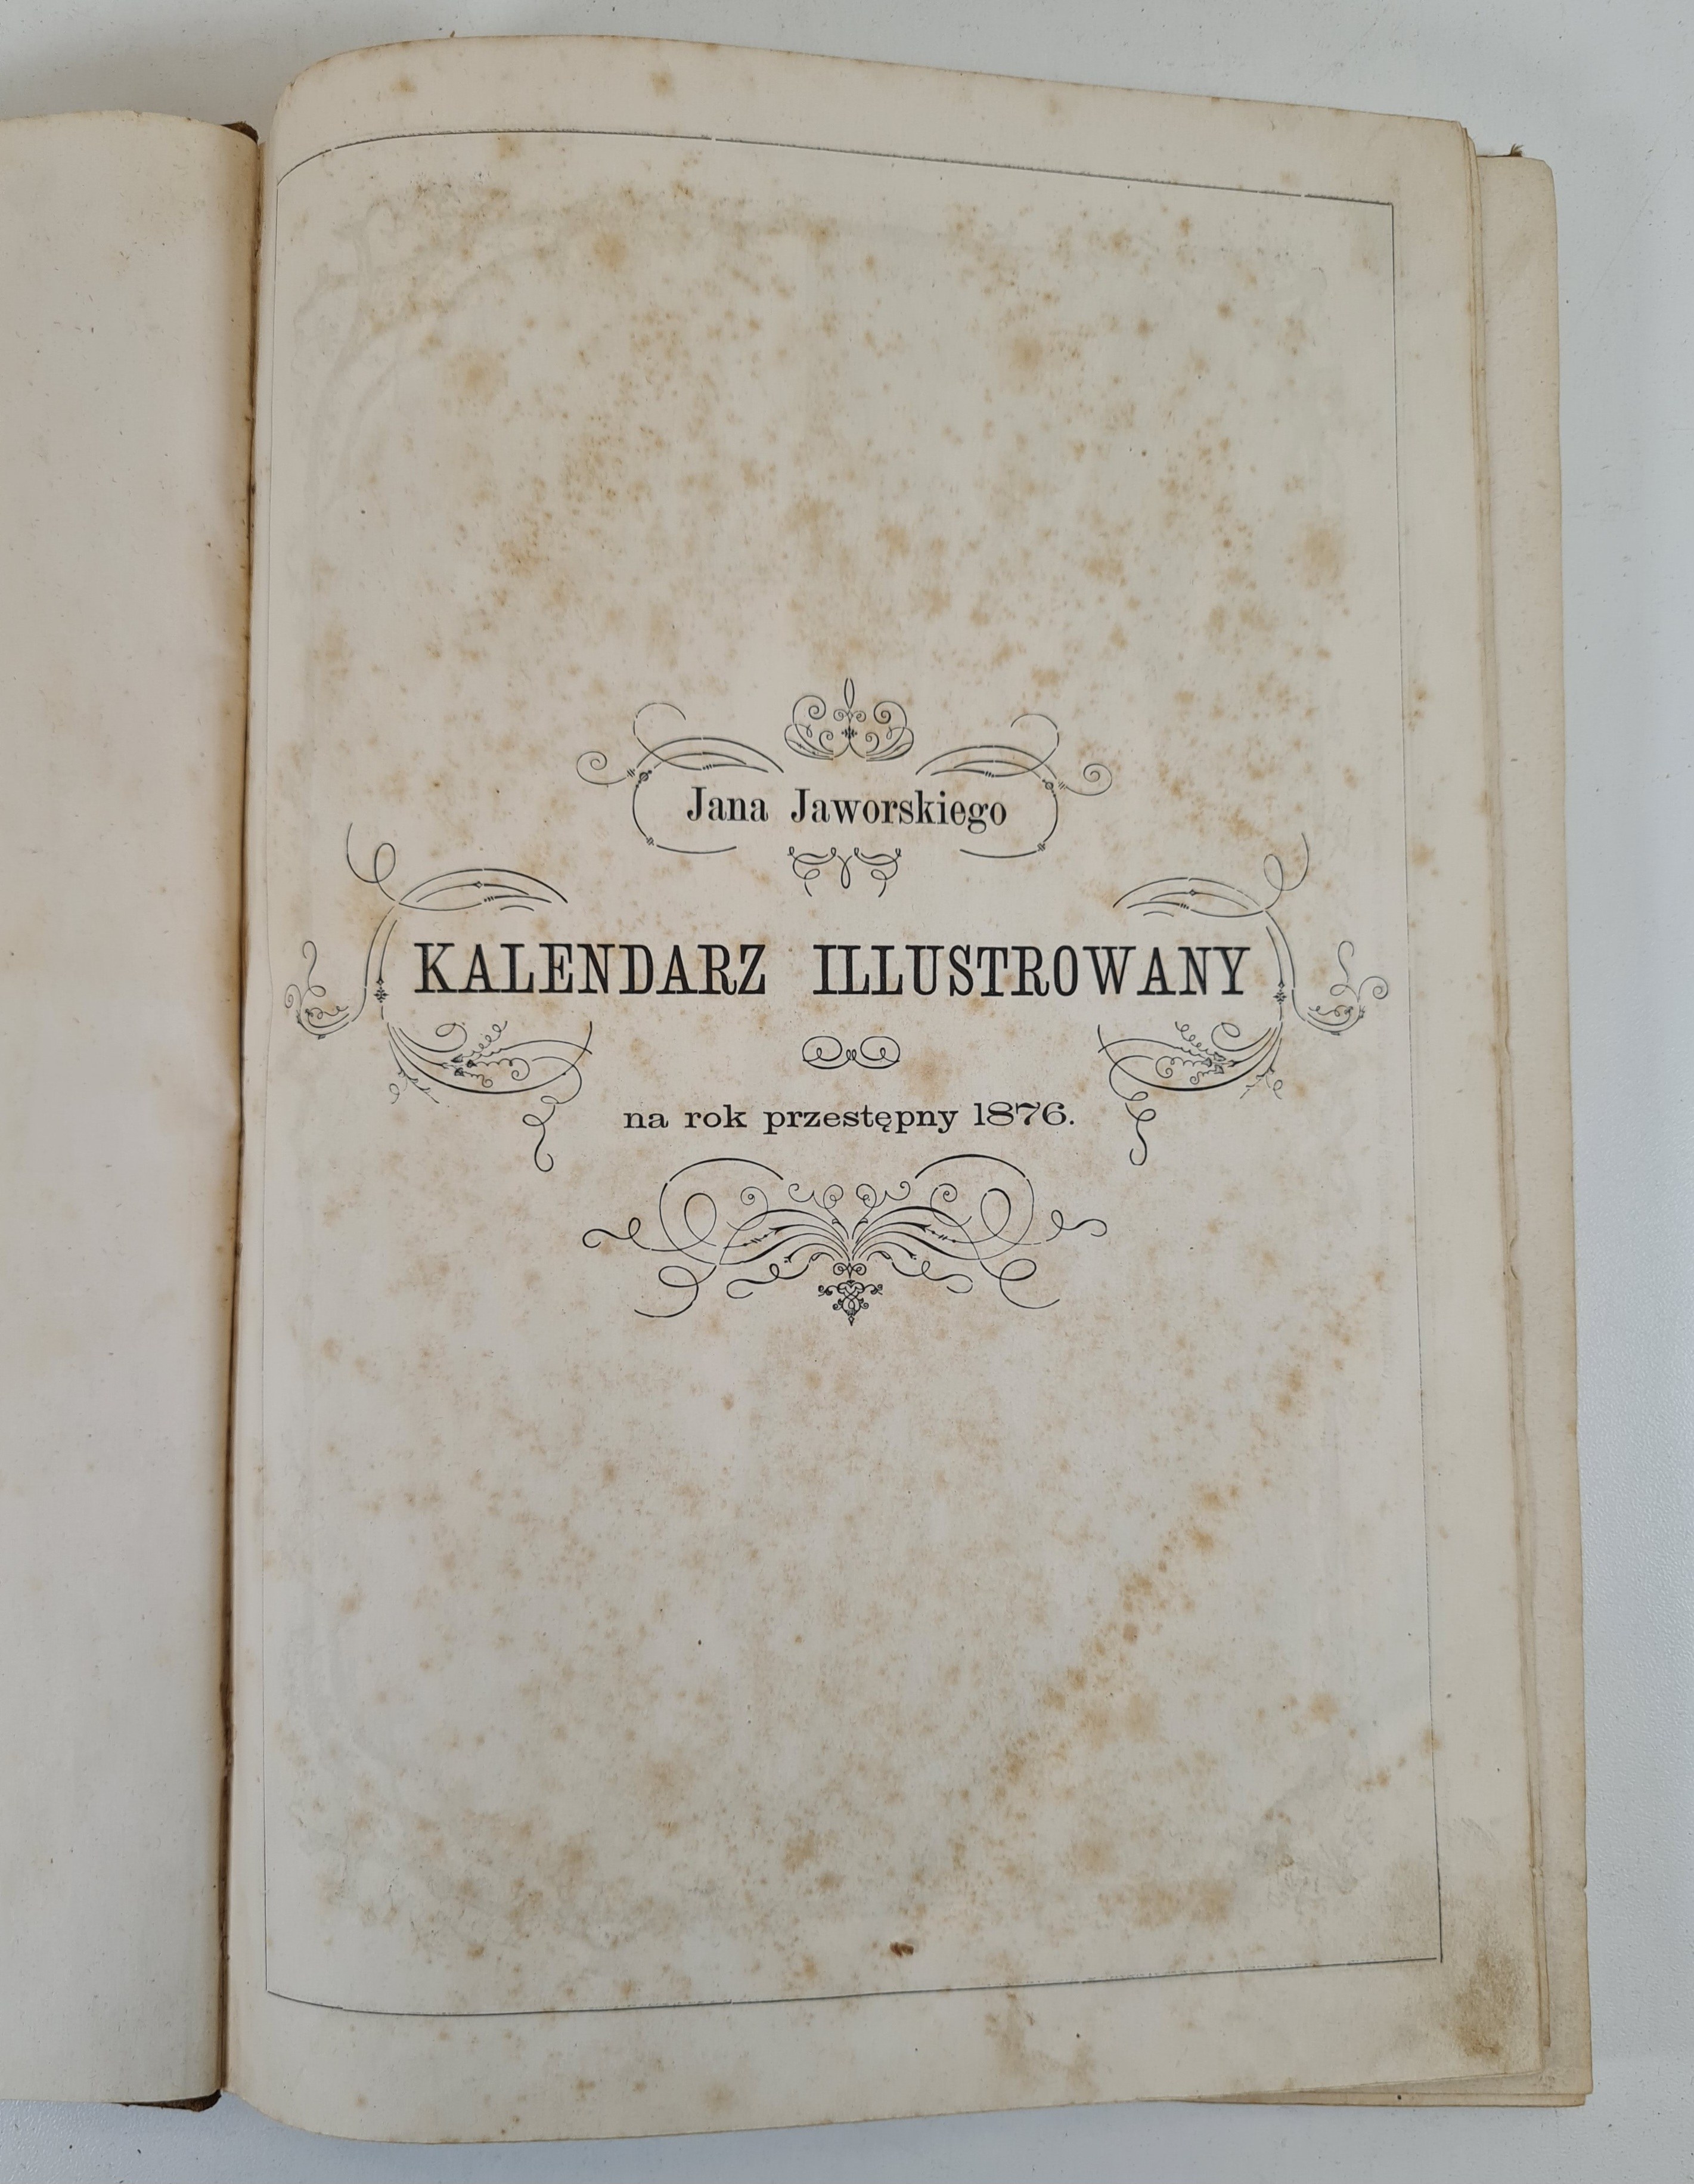 Jana Jaworskiego
KALENDARZ ILLUSTROWANY
na rok przestępny 1876.